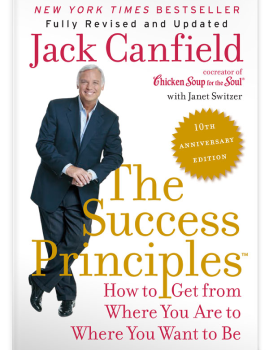 NEW YORK TIMES BESTSELLER
Fully Revised and Updated
Jack Canfield
cocreator of
Chicken Soup for the Soul®
with Janet Switzer
10TH
ANNIVERSARY
EDITION
The
Success
Principles™
How to Get from
Where You Are to
Where You Want to Be